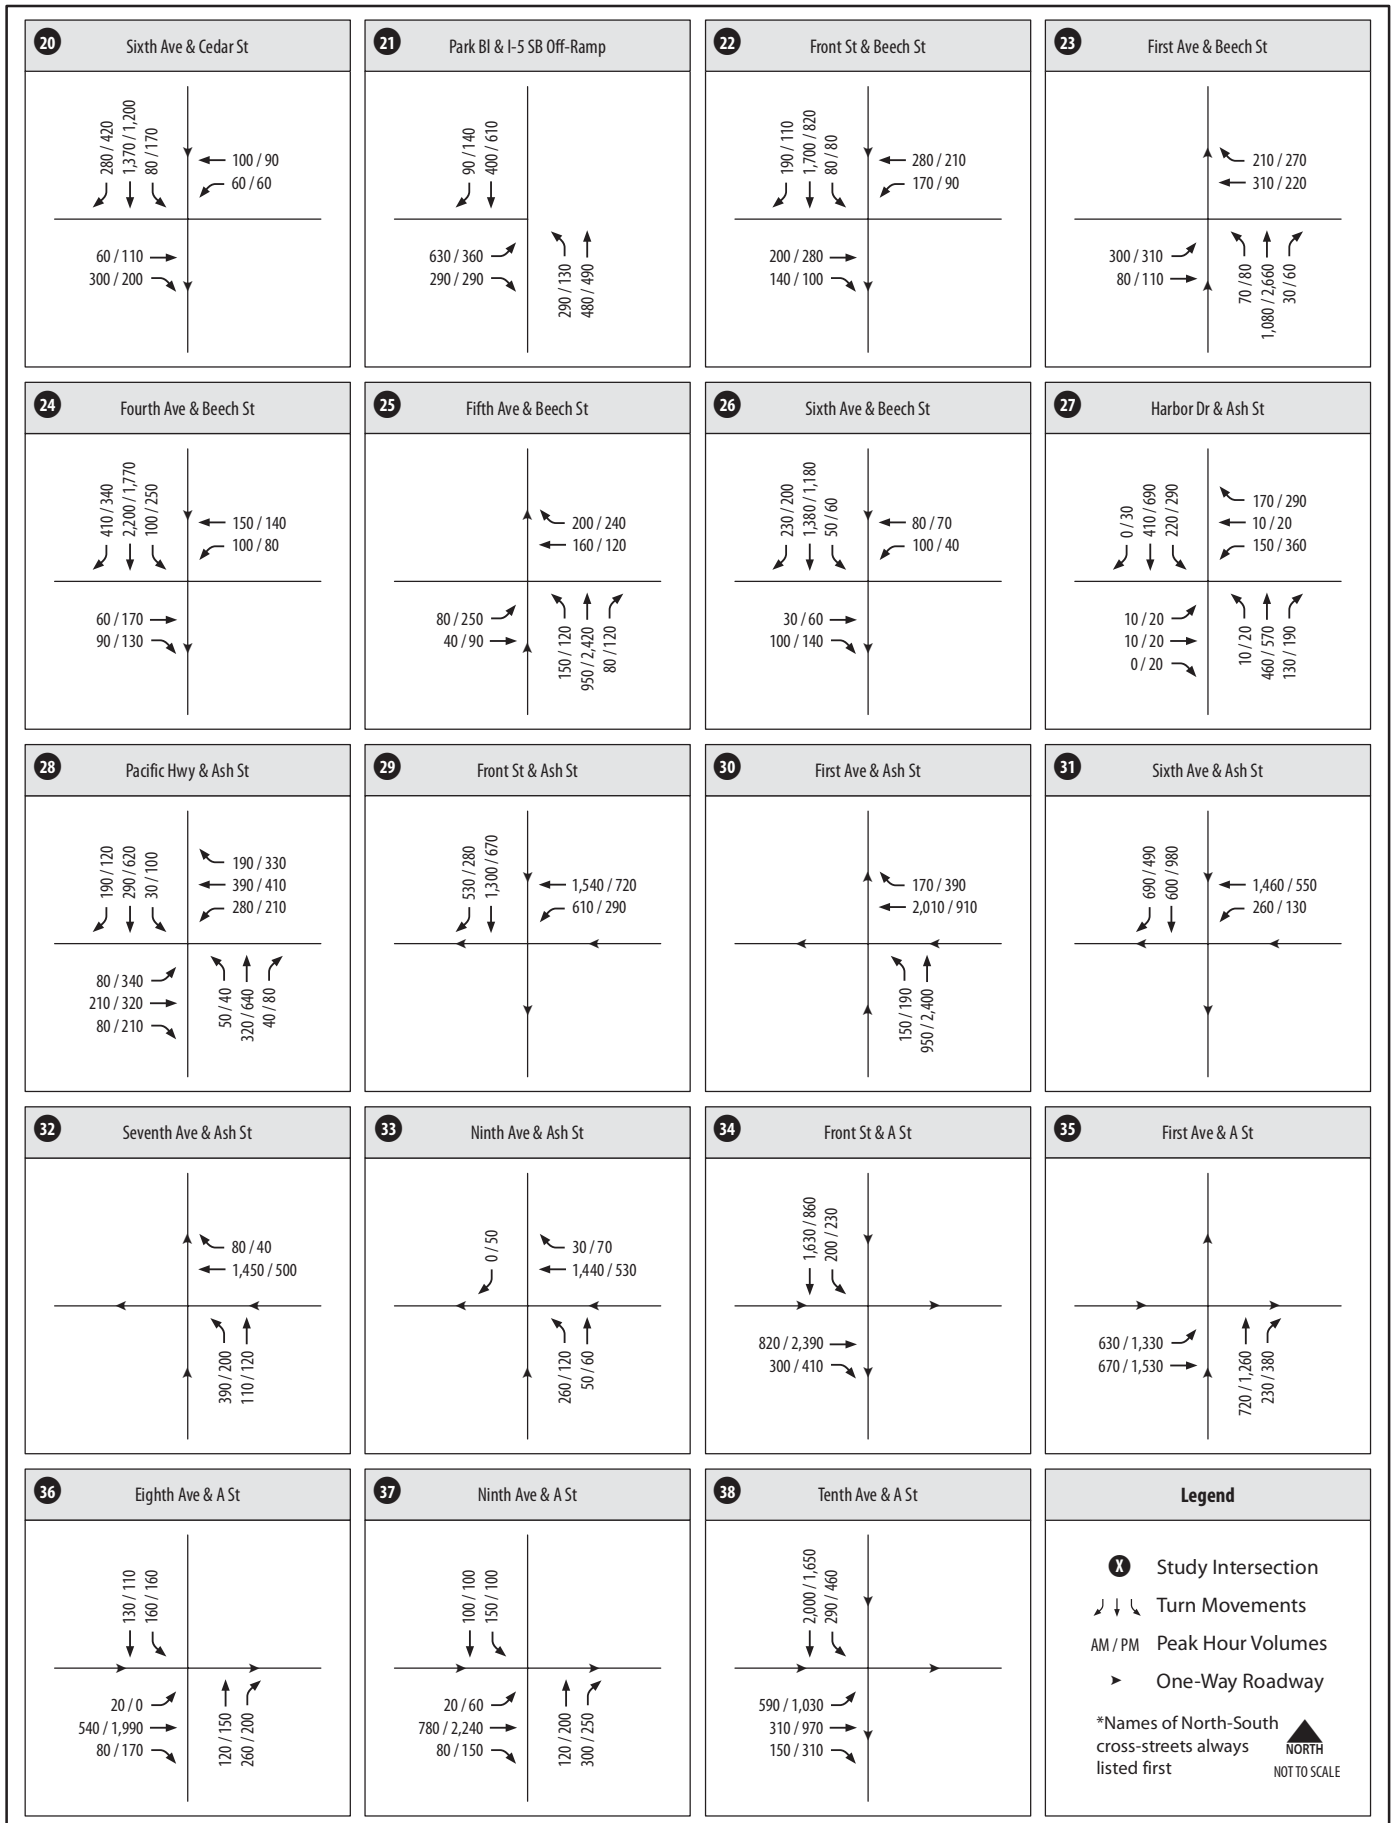 20
Sixth Ave & Cedar St
280 / 420
1,370 / 1,200
80 / 170
100 / 90
60 / 60
60 / 110
300 / 200
21
Park Bl & I-5 SB Off-Ramp
90 / 140
400 / 610
630 / 360
290 / 290
290 / 130
480 / 490
22
Front St & Beech St
190 / 110
1,700 / 820
80 / 80
280 / 210
170 / 90
200 / 280
140 / 100
23
First Ave & Beech St
210 / 270
310 / 220
300 / 310
80 / 110
70 / 80
1,080 / 2,660
30 / 60
24
Fourth Ave & Beech St
410 / 340
2,200 / 1,770
100 / 250
150 / 140
100 / 80
60 / 170
90 / 130
25
Fifth Ave & Beech St
200 / 240
160 / 120
80 / 250
40 / 90
150 / 120
950 / 2,420
80 / 120
26
Sixth Ave & Beech St
230 / 200
1,380 / 1,180
50 / 60
80 / 70
100 / 40
30 / 60
100 / 140
27
Harbor Dr & Ash St
0 / 30
410 / 690
220 / 290
170 / 290
10 / 20
150 / 360
10 / 20
10 / 20
0 / 20
10 / 20
460 / 570
130 / 190
28
Pacific Hwy & Ash St
190 / 120
290 / 620
30 / 100
190 / 330
390 / 410
280 / 210
80 / 340
210 / 320
80 / 210
50 / 40
320 / 640
40 / 80
29
Front St & Ash St
530 / 280
1,300 / 670
1,540 / 720
610 / 290
30
First Ave & Ash St
170 / 390
2,010 / 910
150 / 190
950 / 2,400
31
Sixth Ave & Ash St
690 / 490
600 / 980
1,460 / 550
260 / 130
32
Seventh Ave & Ash St
80 / 40
1,450 / 500
390 / 200
110 / 120
33
Ninth Ave & Ash St
0 / 50
30 / 70
1,440 / 530
260 / 120
50 / 60
34
Front St & A St
1,630 / 860
200 / 230
820 / 2,390
300 / 410
35
First Ave & A St
630 / 1,330
670 / 1,530
720 / 1,260
230 / 380
36
Eighth Ave & A St
130 / 110
160 / 160
20 / 0
540 / 1,990
80 / 170
120 / 150
260 / 200
37
Ninth Ave & A St
100 / 100
150 / 100
20 / 60
780 / 2,240
80 / 150
120 / 200
300 / 250
38
Tenth Ave & A St
2,000 / 1,650
290 / 460
590 / 1,030
310 / 970
150 / 310
Legend
X Study Intersection
Turn Movements
AM / PM Peak Hour Volumes
One-Way Roadway
*Names of North-South
cross-streets always
listed first
NORTH
NOT TO SCALE